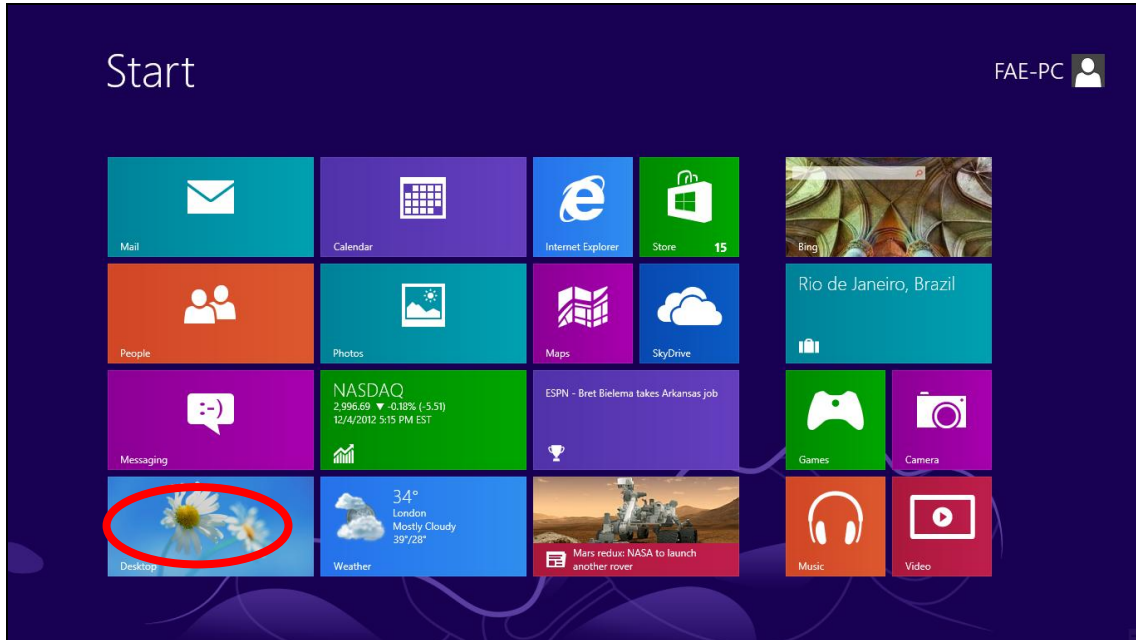 Start
FAE-PC
Mail
Calendar
Internet Explorer
Store 15
Bing
People
Photos
Maps
SkyDrive
Rio de Janeiro, Brazil
Messaging
NASDAQ
2,996.69 ▼ -0.18% (-5.51)
12/4/2012 5:15 PM EST
ESPN - Bret Bielema takes Arkansas job
Games
Camera
Desktop
34°
London
Mostly Cloudy
39°/28°
Weather
Mars redux: NASA to launch
another rover
Music
Video